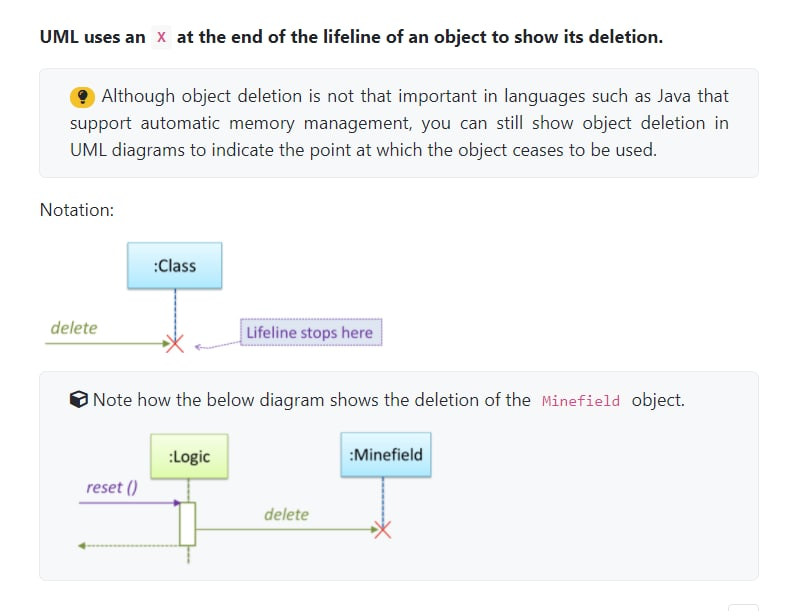 UML uses an X at the end of the lifeline of an object to show its deletion.
Although object deletion is not that important in languages such as Java that
support automatic memory management, you can still show object deletion in
UML diagrams to indicate the point at which the object ceases to be used.
Notation:
:Class
delete
Lifeline stops here
Note how the below diagram shows the deletion of the Minefield object.
:Logic
:Minefield
reset ()
delete